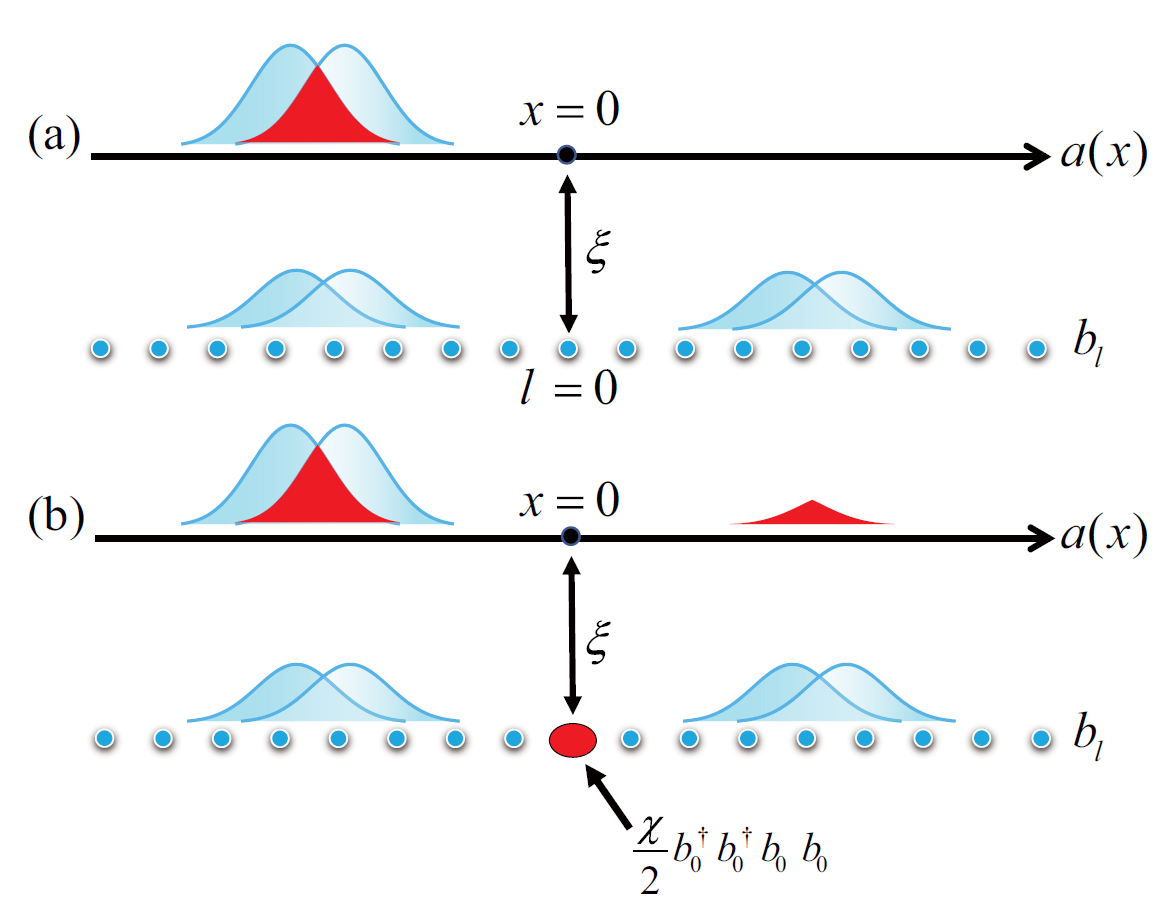 x = 0
(a)
a(x)
ξ
b_l
l = 0
x = 0
(b)
a(x)
ξ
b_l
χ/2 b_0^† b_0^† b_0 b_0